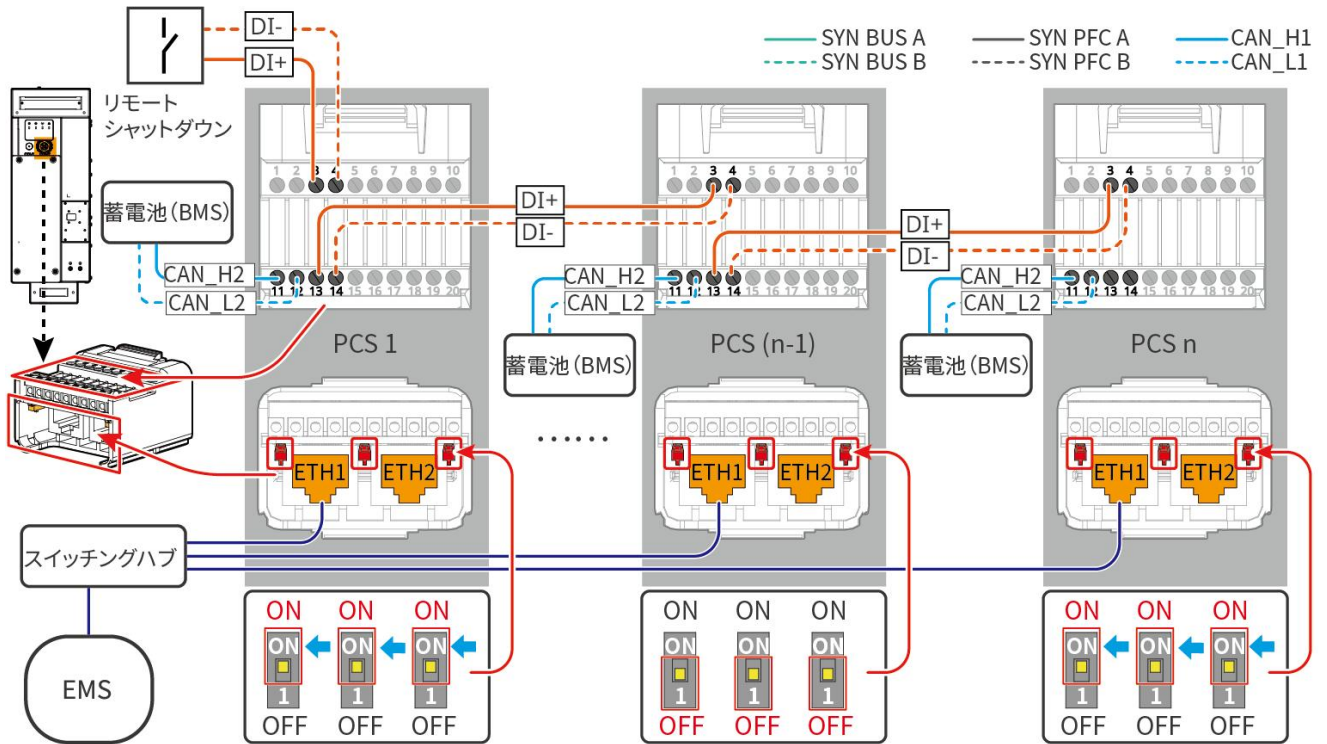 DI-
DI+
リモート
シャットダウン
SYN BUS A
SYN BUS B
SYN PFC A
SYN PFC B
CAN_H1
CAN_L1
1 2 3 4 5 6 7 8 9 10
1 2 3 4 5 6 7 8 9 10
1 2 3 4 5 6 7 8 9 10
蓄電池(BMS)
DI+
DI-
DI+
DI-
CAN_H2
CAN_L2
11 12 13 14 15 16 17 18 19 20
CAN_H2
CAN_L2
11 12 13 14 15 16 17 18 19 20
CAN_H2
CAN_L2
11 12 13 14 15 16 17 18 19 20
PCS 1
PCS (n-1)
PCS n
蓄電池(BMS)
蓄電池(BMS)
ETH1 ETH2
......
ETH1 ETH2
ETH1 ETH2
スイッチングハブ
EMS
ON ON ON
ON ON ON
1 1 1
OFF OFF OFF
ON ON ON
ON ON ON
1 1 1
OFF OFF OFF
ON ON ON
ON ON ON
1 1 1
OFF OFF OFF